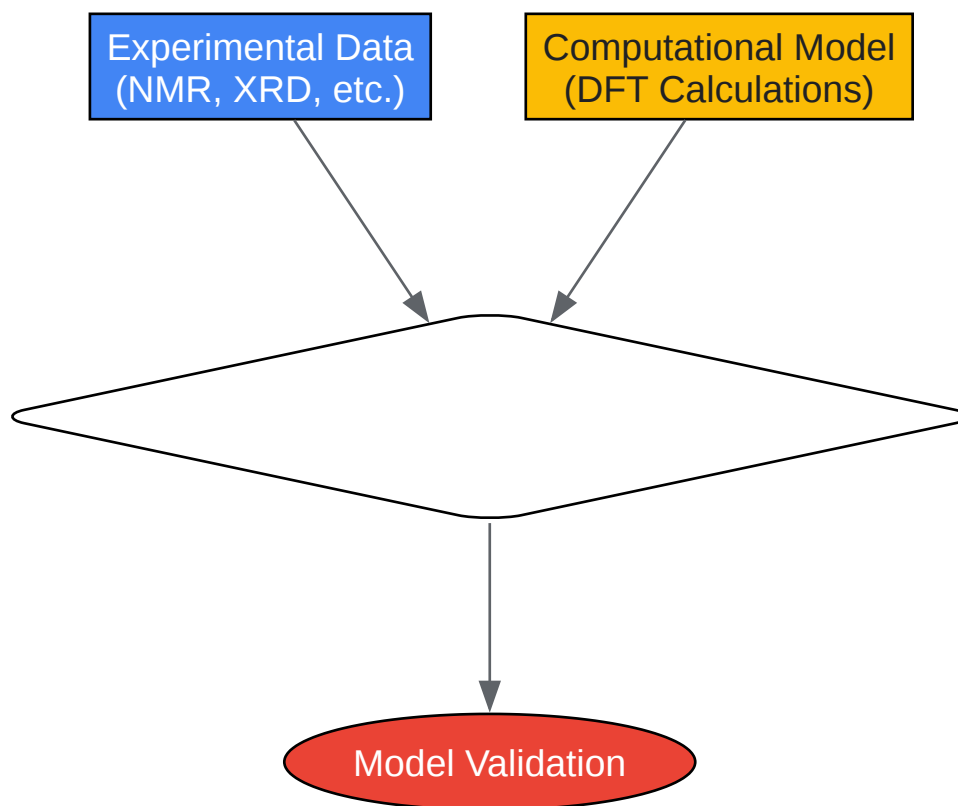 Experimental Data
(NMR, XRD, etc.)
Computational Model
(DFT Calculations)
Model Validation